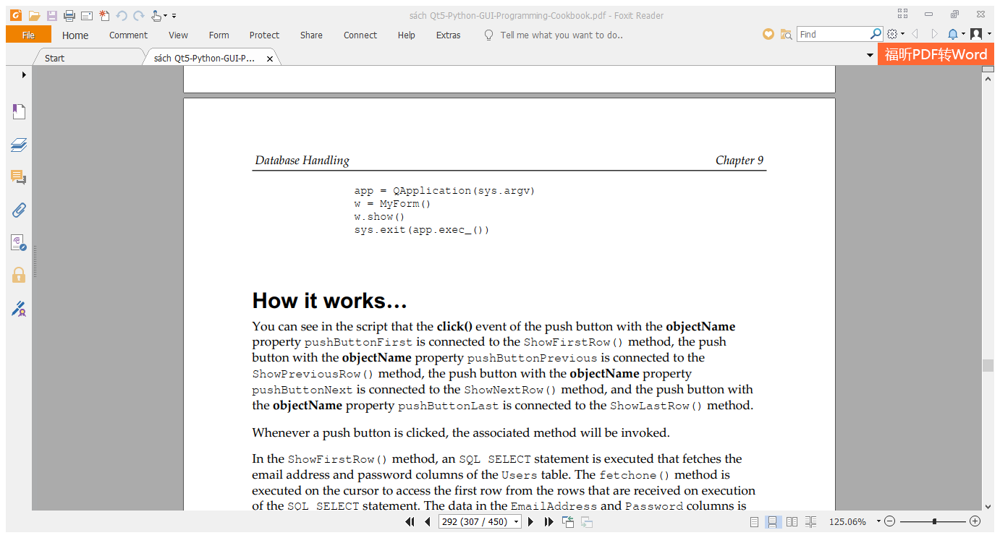 sách Qt5-Python-GUI-Programming-Cookbook.pdf - Foxit Reader
File Home Comment View Form Protect Share Connect Help Extras Tell me what you want to do.. Find
Start sách Qt5-Python-GUI-P... 福昕PDF转Word
Database Handling Chapter 9
app = QApplication(sys.argv)
w = MyForm()
w.show()
sys.exit(app.exec_())
How it works...
You can see in the script that the click() event of the push button with the objectName
property pushButtonFirst is connected to the ShowFirstRow() method, the push
button with the objectName property pushButtonPrevious is connected to the
ShowPreviousRow() method, the push button with the objectName property
pushButtonNext is connected to the ShowNextRow() method, and the push button with
the objectName property pushButtonLast is connected to the ShowLastRow() method.
Whenever a push button is clicked, the associated method will be invoked.
In the ShowFirstRow() method, an SQL SELECT statement is executed that fetches the
email address and password columns of the Users table. The fetchone() method is
executed on the cursor to access the first row from the rows that are received on execution
of the SQL SELECT statement. The data in the EmailAddress and Password columns is
292 (307 / 450) 125.06%